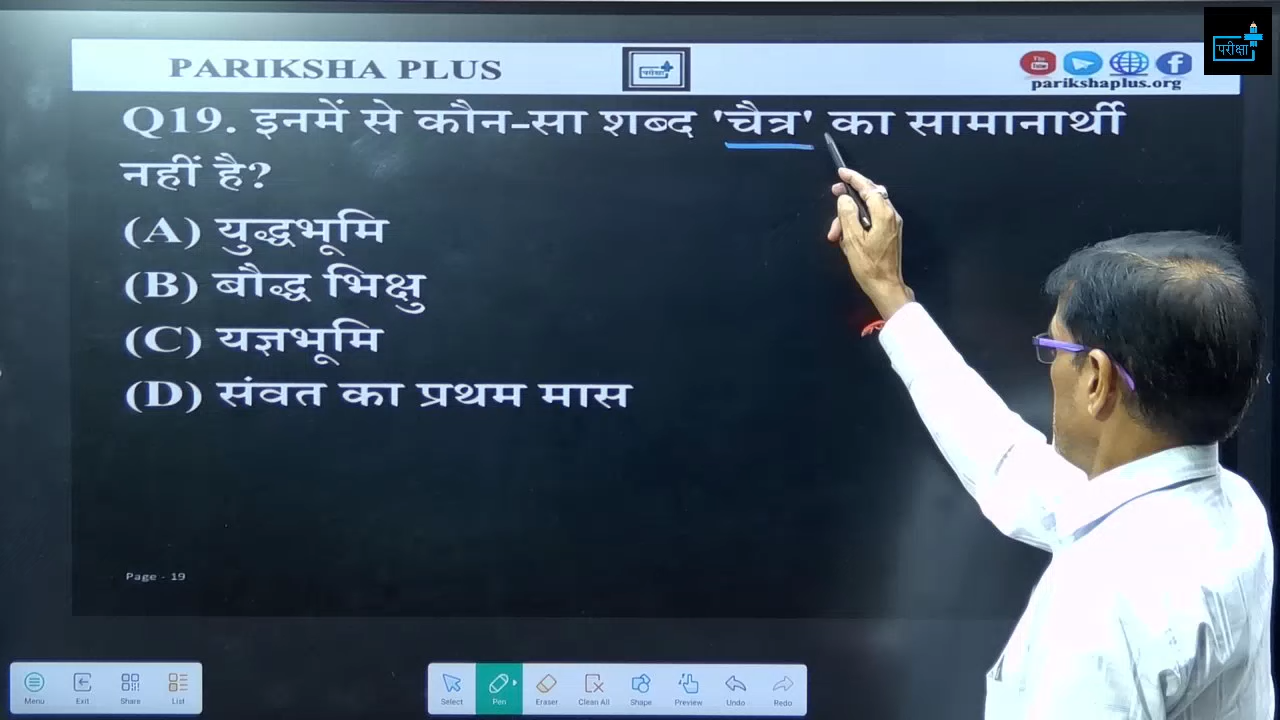 परीक्षा
PARIKSHA PLUS
परीक्षा
parikshaplus.org
Q19. इनमें से कौन-सा शब्द 'चैत्र' का सामानार्थी
नहीं है?
(A) युद्धभूमि
(B) बौद्ध भिक्षु
(C) यज्ञभूमि
(D) संवत का प्रथम मास
Page - 19
Menu Exit Share List Select Pen Eraser Clean All Shape Preview Undo Redo